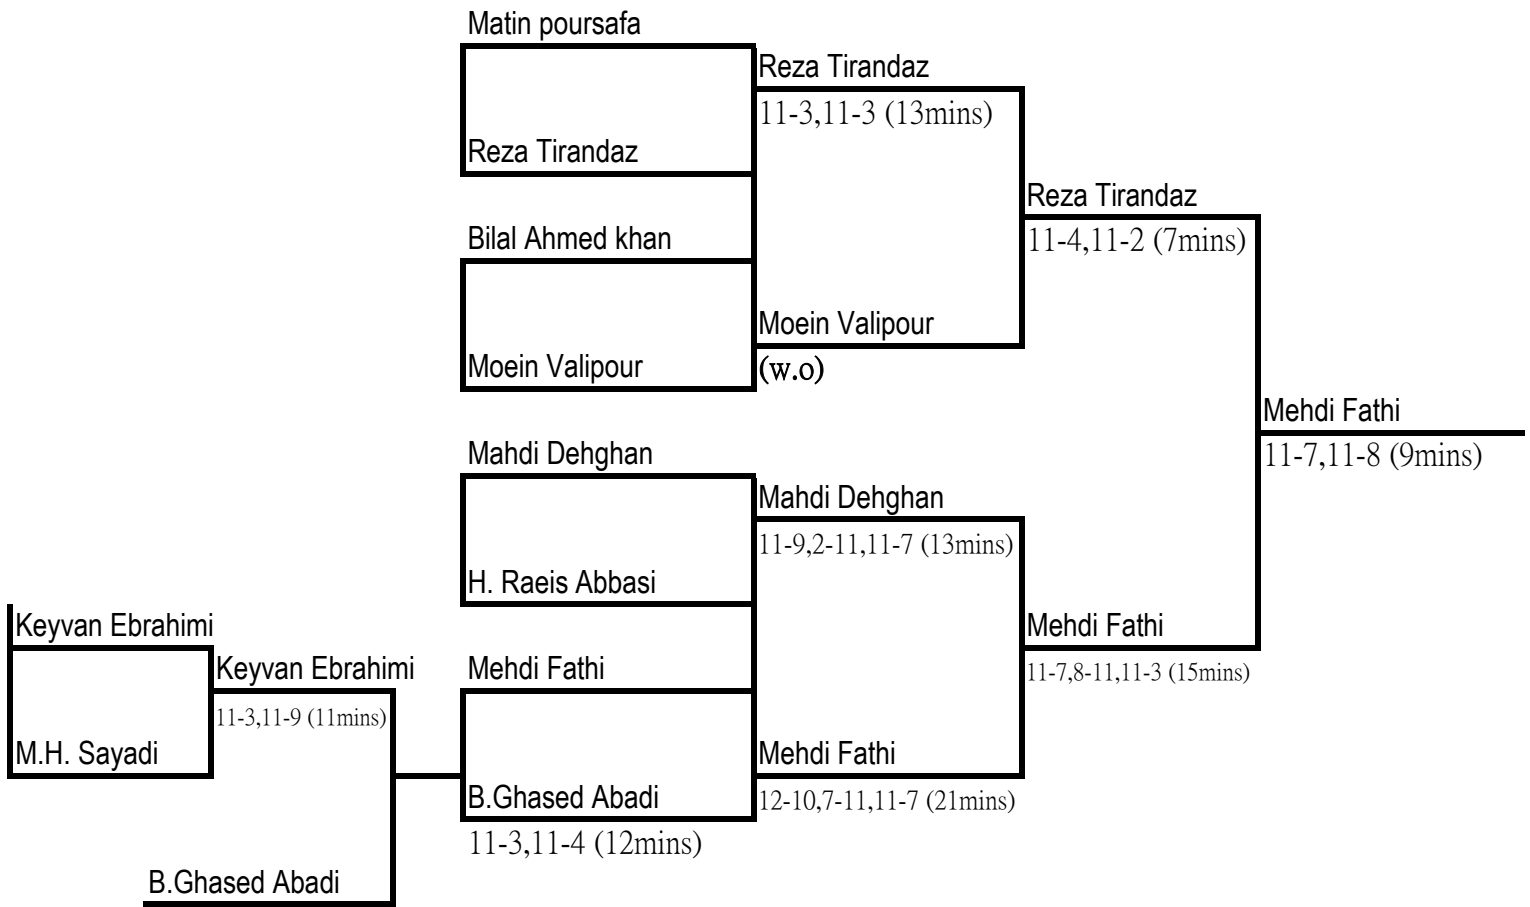 Matin poursafa
Reza Tirandaz
11-3,11-3 (13mins)
Reza Tirandaz
Reza Tirandaz
11-4,11-2 (7mins)
Bilal Ahmed khan
Moein Valipour
(w.o)
Moein Valipour
Mehdi Fathi
11-7,11-8 (9mins)
Mahdi Dehghan
Mahdi Dehghan
11-9,2-11,11-7 (13mins)
H. Raeis Abbasi
Keyvan Ebrahimi
Keyvan Ebrahimi
11-3,11-9 (11mins)
M.H. Sayadi
Mehdi Fathi
Mehdi Fathi
11-7,8-11,11-3 (15mins)
Mehdi Fathi
12-10,7-11,11-7 (21mins)
B.Ghased Abadi
11-3,11-4 (12mins)
B.Ghased Abadi